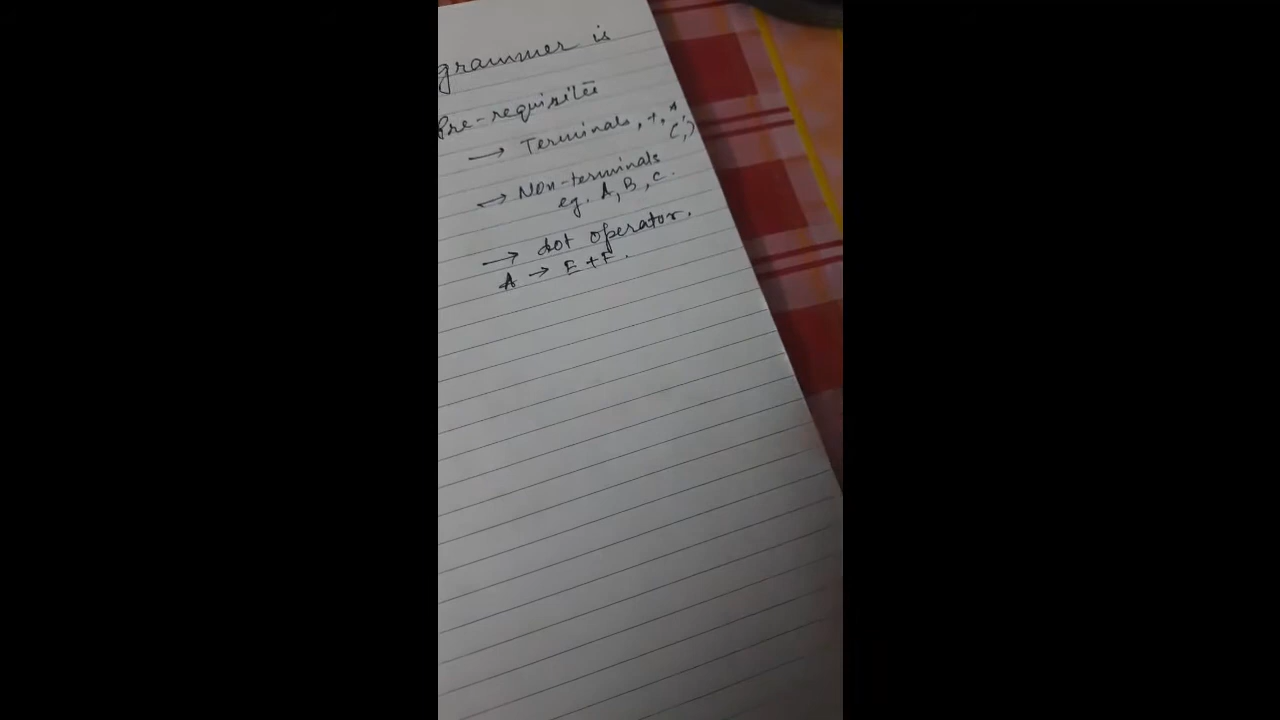 grammer is
Pre-requisites
→ Terminals, +, *
(,)
→ Non-terminals
eg. A, B, C.
→ dot operator.
A → E + F.